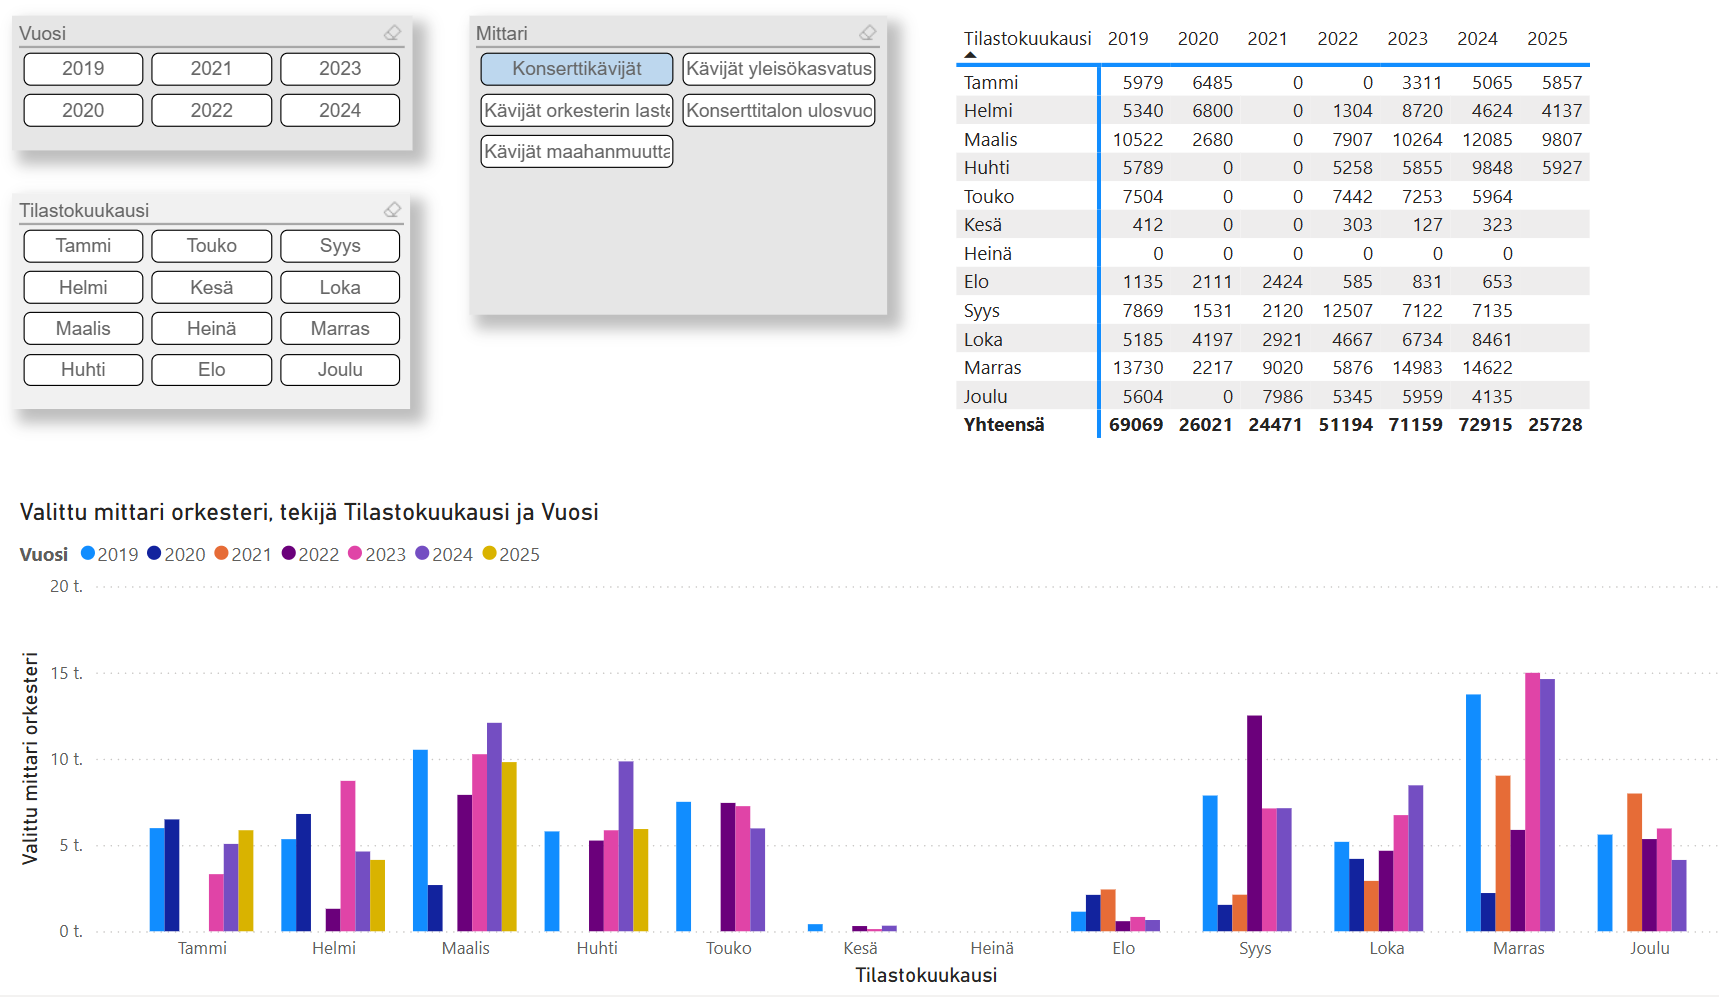 Vuosi
2019 2021 2023
2020 2022 2024
Tilastokuukausi
Tammi Touko Syys
Helmi Kesä Loka
Maalis Heinä Marras
Huhti Elo Joulu
Mittari
Konserttikävijät Kävijät yleisökasvatus
Kävijät orkesterin laste Konserttitalon ulosvuo
Kävijät maahanmuutta
Tilastokuukausi 2019 2020 2021 2022 2023 2024 2025
Tammi 5979 6485 0 0 3311 5065 5857
Helmi 5340 6800 0 1304 8720 4624 4137
Maalis 10522 2680 0 7907 10264 12085 9807
Huhti 5789 0 0 5258 5855 9848 5927
Touko 7504 0 0 7442 7253 5964
Kesä 412 0 0 303 127 323
Heinä 0 0 0 0 0 0
Elo 1135 2111 2424 585 831 653
Syys 7869 1531 2120 12507 7122 7135
Loka 5185 4197 2921 4667 6734 8461
Marras 13730 2217 9020 5876 14983 14622
Joulu 5604 0 7986 5345 5959 4135
Yhteensä 69069 26021 24471 51194 71159 72915 25728
Valittu mittari orkesteri, tekijä Tilastokuukausi ja Vuosi
Vuosi 2019 2020 2021 2022 2023 2024 2025
Valittu mittari orkesteri
20 t.
15 t.
10 t.
5 t.
0 t.
Tammi Helmi Maalis Huhti Touko Kesä Heinä Elo Syys Loka Marras Joulu
Tilastokuukausi